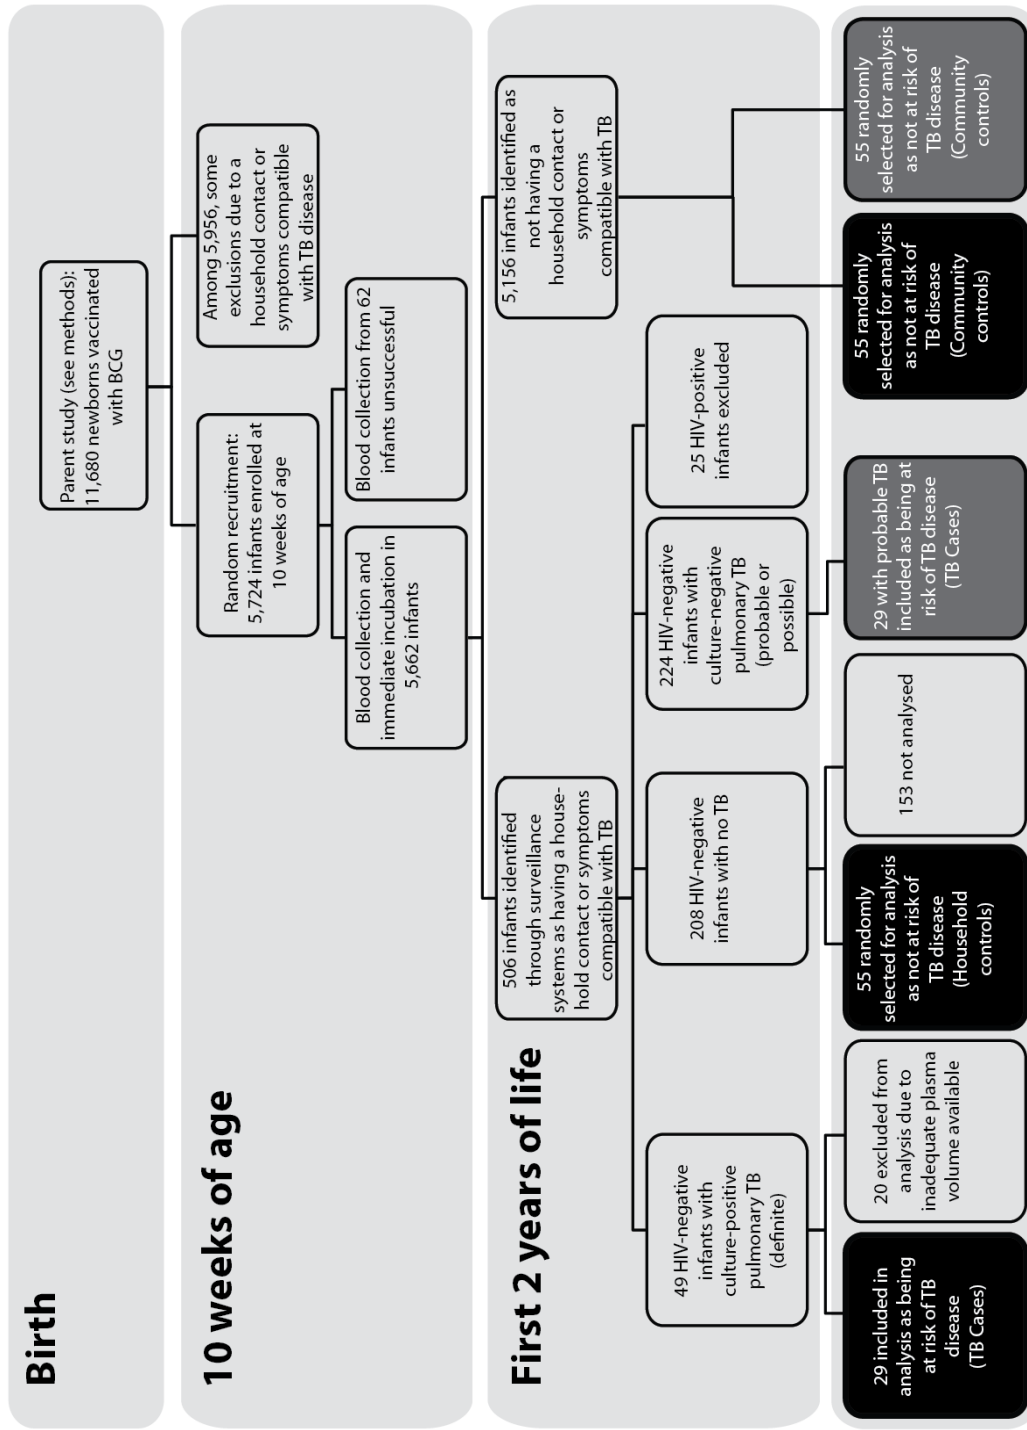 Birth
Parent study (see methods):
11,680 newborns vaccinated
with BCG
10 weeks of age
Random recruitment:
5,724 infants enrolled at
10 weeks of age
Among 5,956, some
exclusions due to a
household contact or
symptoms compatible
with TB disease
Blood collection and
immediate incubation in
5,662 infants
Blood collection from 62
infants unsuccessful
First 2 years of life
506 infants identified
through surveillance
systems as having a house-
hold contact or symptoms
compatible with TB
5,156 infants identified as
not having a
household contact or
symptoms
compatible with TB
49 HIV-negative
infants with
culture-positive
pulmonary TB
(definite)
208 HIV-negative
infants with no TB
224 HIV-negative
infants with
culture-negative
pulmonary TB
(probable or
possible)
25 HIV-positive
infants excluded
29 included in
analysis as being
at risk of TB
disease
(TB Cases)
20 excluded from
analysis due to
inadequate plasma
volume available
55 randomly
selected for analysis
as not at risk of
TB disease
(Household
controls)
153 not analysed
29 with probable TB
included as being at
risk of TB disease
(TB Cases)
55 randomly
selected for analysis
as not at risk of
TB disease
(Community
controls)
55 randomly
selected for analysis
as not at risk of
TB disease
(Community
controls)